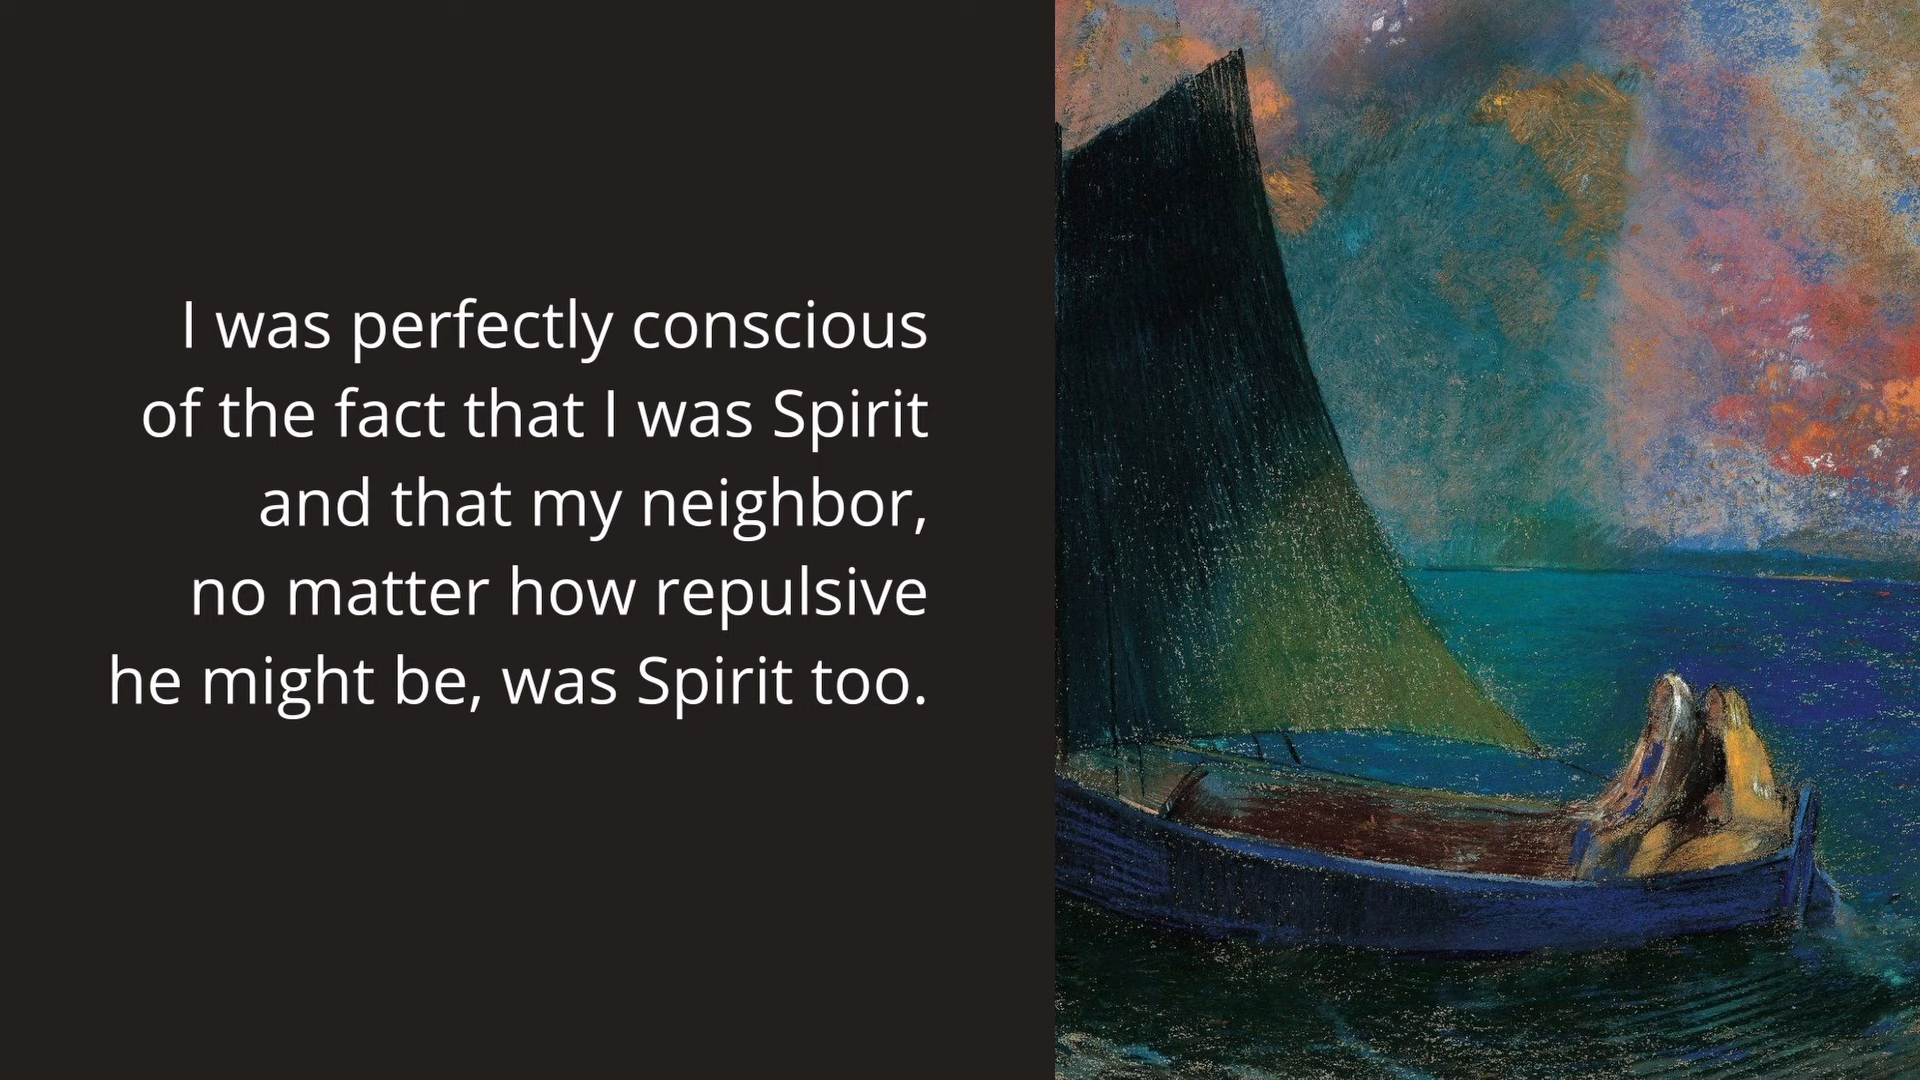 I was perfectly conscious
of the fact that I was Spirit
and that my neighbor,
no matter how repulsive
he might be, was Spirit too.